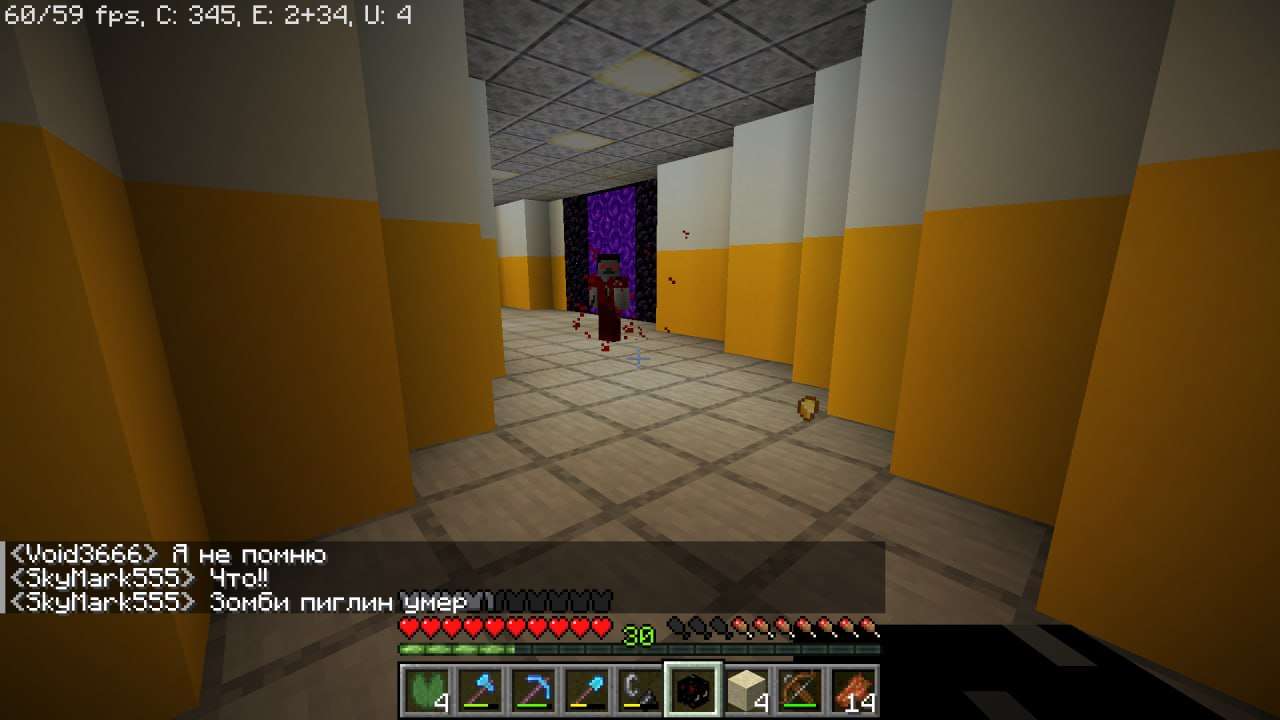 60/59 fps, C: 345, E: 2+34, U: 4
<Void3666> Я не помню
<SkyMark555> Что!!
<SkyMark555> Зомби пиглин умер
30
4
4
14